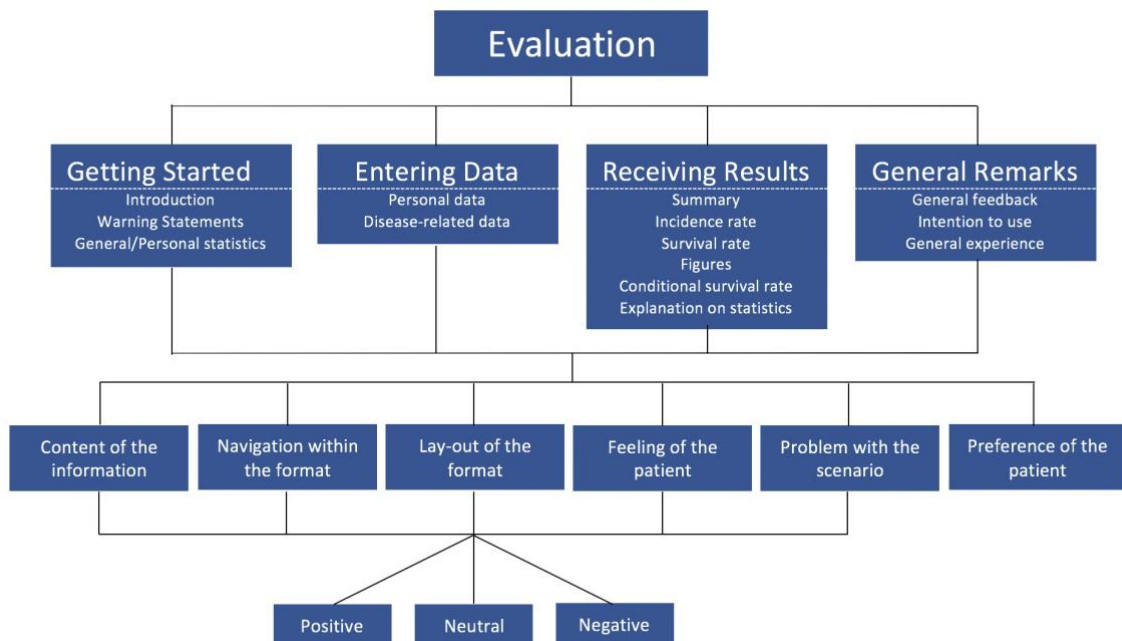 Evaluation
Getting Started
Introduction
Warning Statements
General/Personal statistics
Entering Data
Personal data
Disease-related data
Receiving Results
Summary
Incidence rate
Survival rate
Figures
Conditional survival rate
Explanation on statistics
General Remarks
General feedback
Intention to use
General experience
Content of the
information
Navigation within
the format
Lay-out of the
format
Feeling of the
patient
Problem with the
scenario
Preference of the
patient
Positive
Neutral
Negative